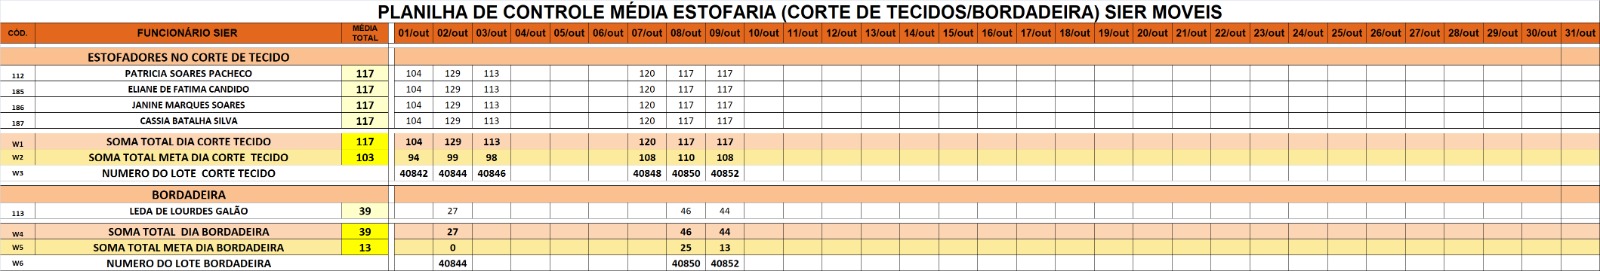 PLANILHA DE CONTROLE MÉDIA ESTOFARIA (CORTE DE TECIDOS/BORDADEIRA) SIER MOVEIS
CÓD. FUNCIONÁRIO SIER MÉDIA TOTAL 01/out 02/out 03/out 04/out 05/out 06/out 07/out 08/out 09/out 10/out 11/out 12/out 13/out 14/out 15/out 16/out 17/out 18/out 19/out 20/out 21/out 22/out 23/out 24/out 25/out 26/out 27/out 28/out 29/out 30/out 31/out
ESTOFADORES NO CORTE DE TECIDO
112 PATRICIA SOARES PACHECO 117 104 129 113 120 117 117
185 ELIANE DE FATIMA CANDIDO 117 104 129 113 120 117 117
186 JANINE MARQUES SOARES 117 104 129 113 120 117 117
187 CASSIA BATALHA SILVA 117 104 129 113 120 117 117
W1 SOMA TOTAL DIA CORTE TECIDO 117 104 129 113 120 117 117
W2 SOMA TOTAL META DIA CORTE TECIDO 103 94 99 98 108 110 108
W3 NUMERO DO LOTE CORTE TECIDO 40842 40844 40846 40848 40850 40852
BORDADEIRA
113 LEDA DE LOURDES GALÃO 39 27 46 44
W4 SOMA TOTAL DIA BORDADEIRA 39 27 46 44
W5 SOMA TOTAL META DIA BORDADEIRA 13 0 25 13
W6 NUMERO DO LOTE BORDADEIRA 40844 40850 40852